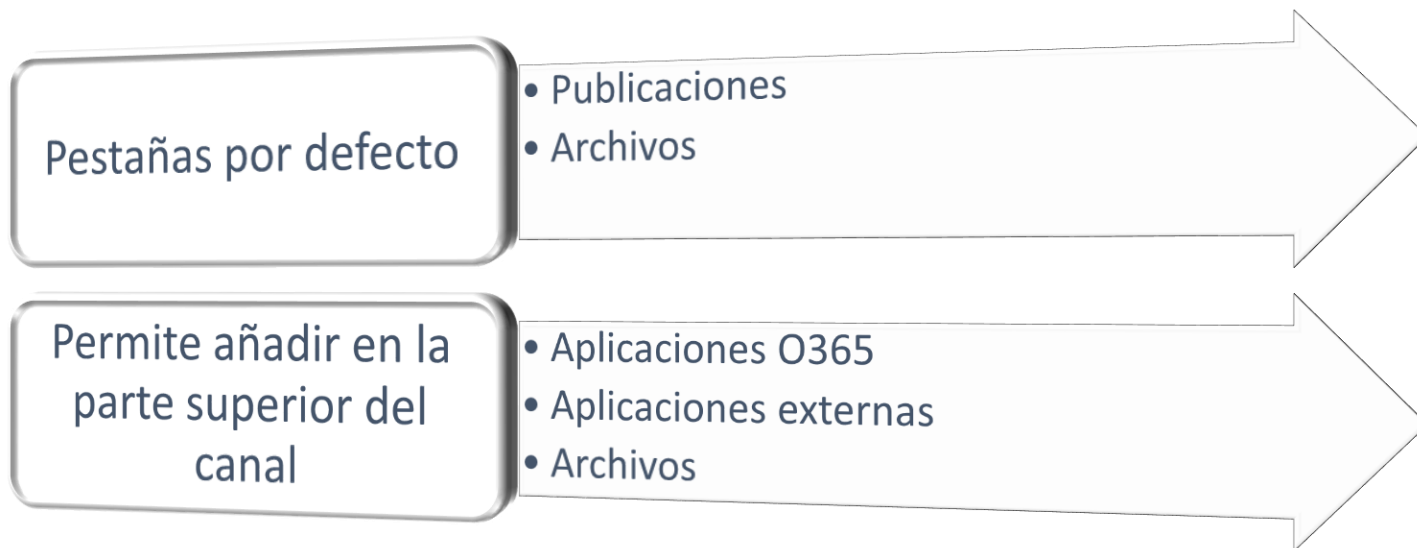 Pestañas por defecto
• Publicaciones
• Archivos
Permite añadir en la
parte superior del
canal
• Aplicaciones O365
• Aplicaciones externas
• Archivos